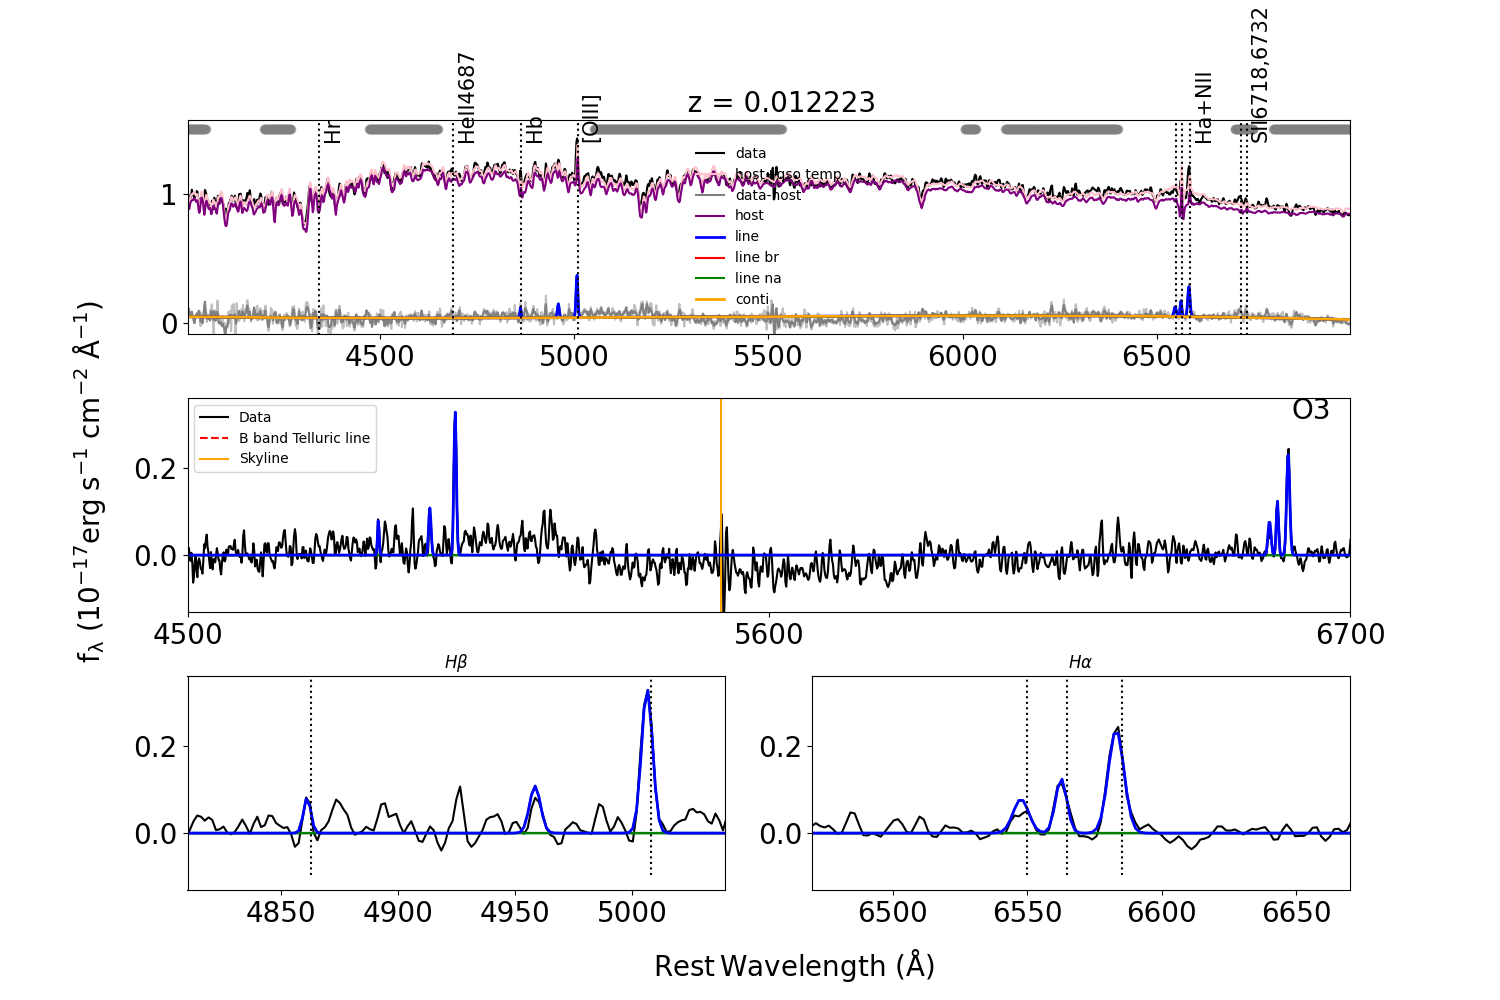 z = 0.012223
Hr
HeII4687
Hb
[OIII]
Ha+NII
SII6718,6732
data
host+qso temp
data-host
host
line
line br
line na
conti
1
0
4500
5000
5500
6000
6500
O3
Data
B band Telluric line
Skyline
0.2
0.0
4500
5600
6700
fλ (10⁻¹⁷erg s⁻¹ cm⁻² Å⁻¹)
Hβ
0.2
0.0
4850
4900
4950
5000
Hα
0.2
0.0
6500
6550
6600
6650
Rest Wavelength (Å)